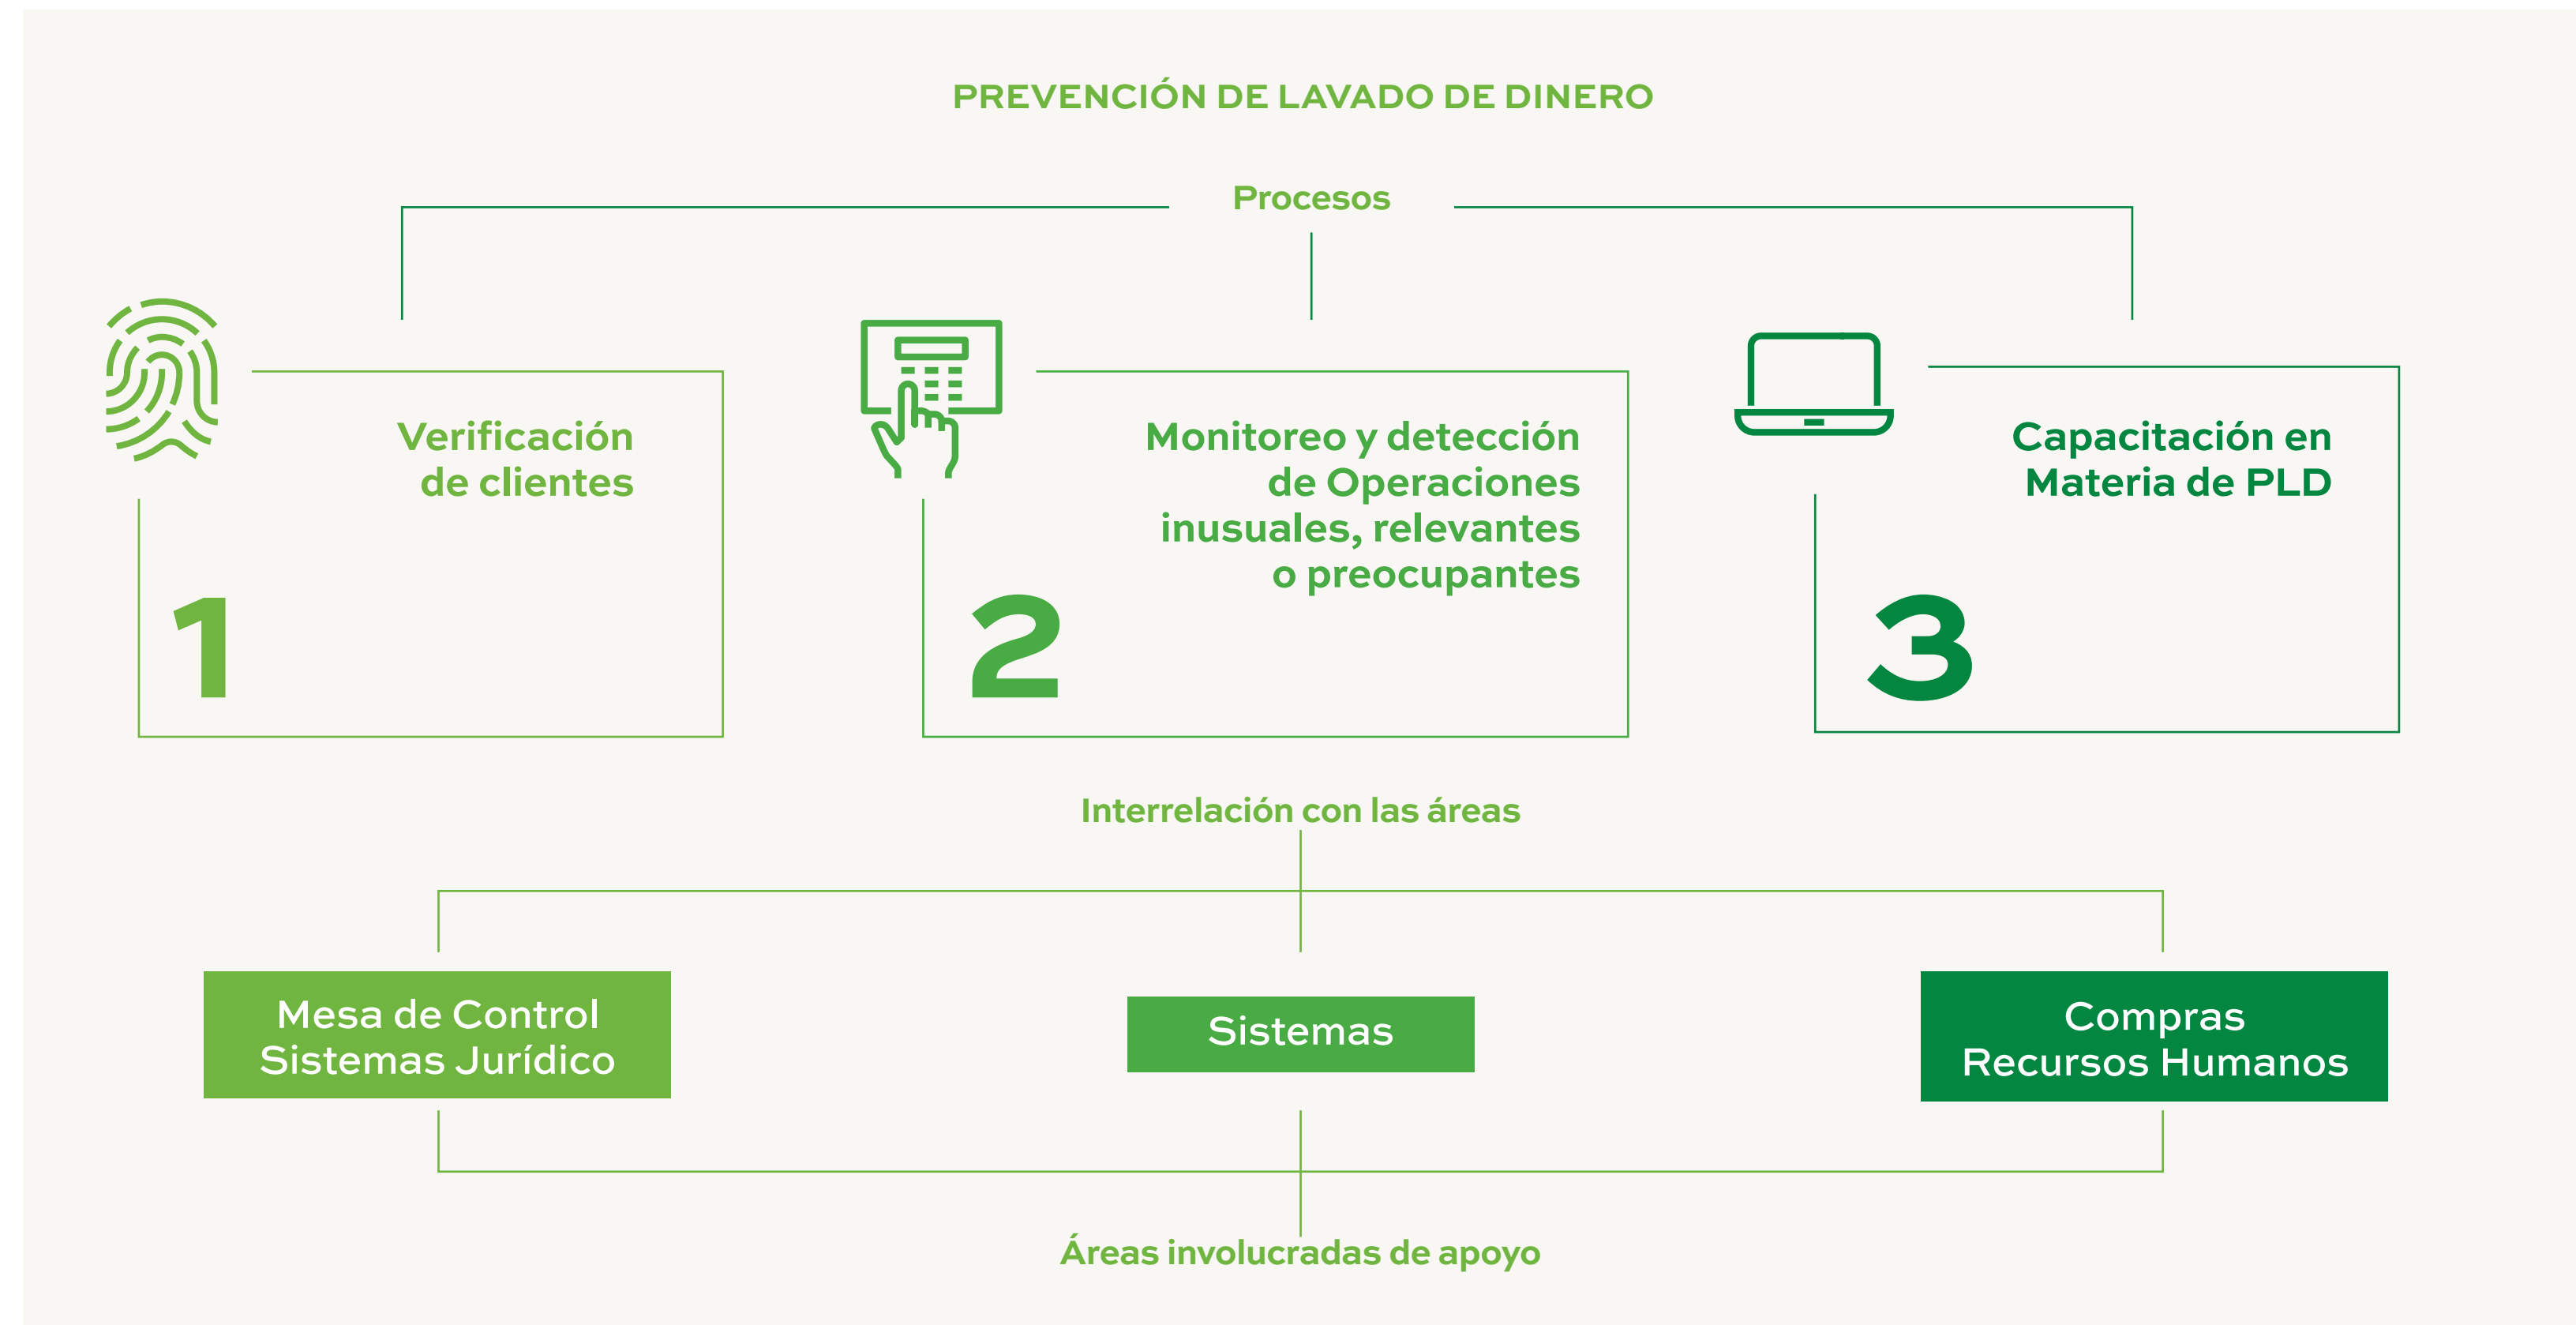 PREVENCIÓN DE LAVADO DE DINERO
Procesos
Verificación
de clientes
1
Monitoreo y detección
de Operaciones
inusuales, relevantes
o preocupantes
2
Capacitación en
Materia de PLD
3
Interrelación con las áreas
Mesa de Control
Sistemas Jurídico
Sistemas
Compras
Recursos Humanos
Áreas involucradas de apoyo